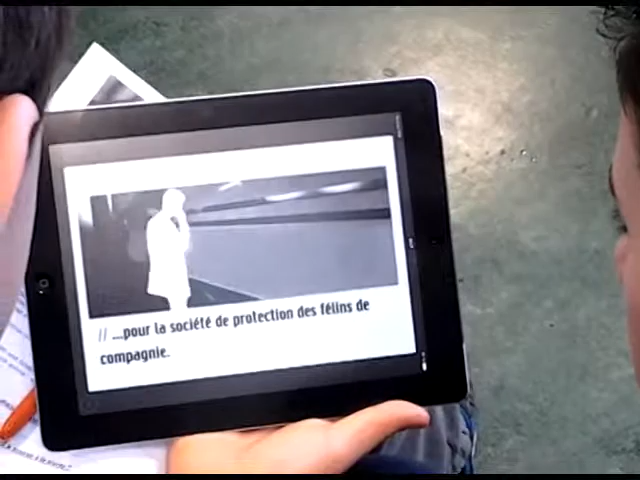 // ...pour la société de protection des félins de
compagnie.